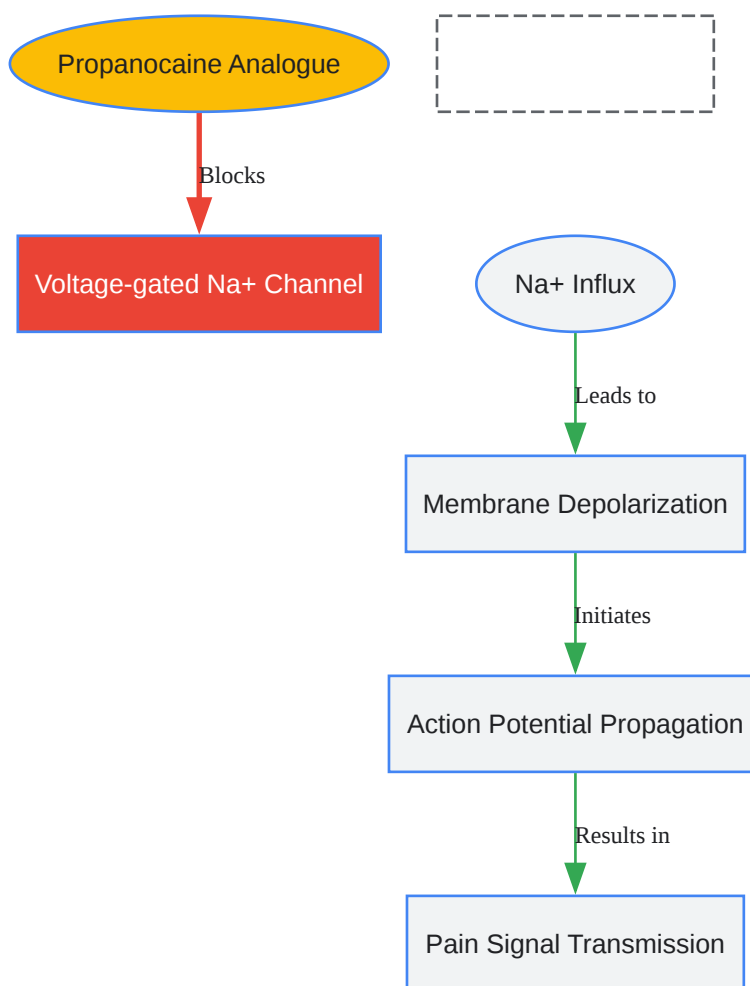 Propanocaine Analogue
Blocks
Voltage-gated Na+ Channel
Na+ Influx
Leads to
Membrane Depolarization
Initiates
Action Potential Propagation
Results in
Pain Signal Transmission